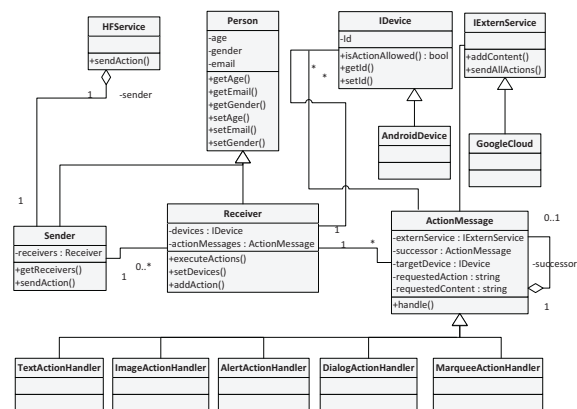 HFService
+sendAction()
1
-sender
1
Person
-age
-gender
-email
+getAge()
+getEmail()
+getGender()
+setAge()
+setEmail()
+setGender()
IDevice
-Id
+isActionAllowed() : bool
+getId()
+setId()
*
*
AndroidDevice
IExternService
+addContent()
+sendAllActions()
GoogleCloud
Sender
-receivers : Receiver
+getReceivers()
+sendAction()
0..*
1
Receiver
-devices : IDevice
-actionMessages : ActionMessage
+executeActions()
+setDevices()
+addAction()
1
1
*
ActionMessage
-externService : IExternService
-successor : ActionMessage
-targetDevice : IDevice
-requestedAction : string
-requestedContent : string
+handle()
0..1
-successor
1
TextActionHandler
ImageActionHandler
AlertActionHandler
DialogActionHandler
MarqueeActionHandler